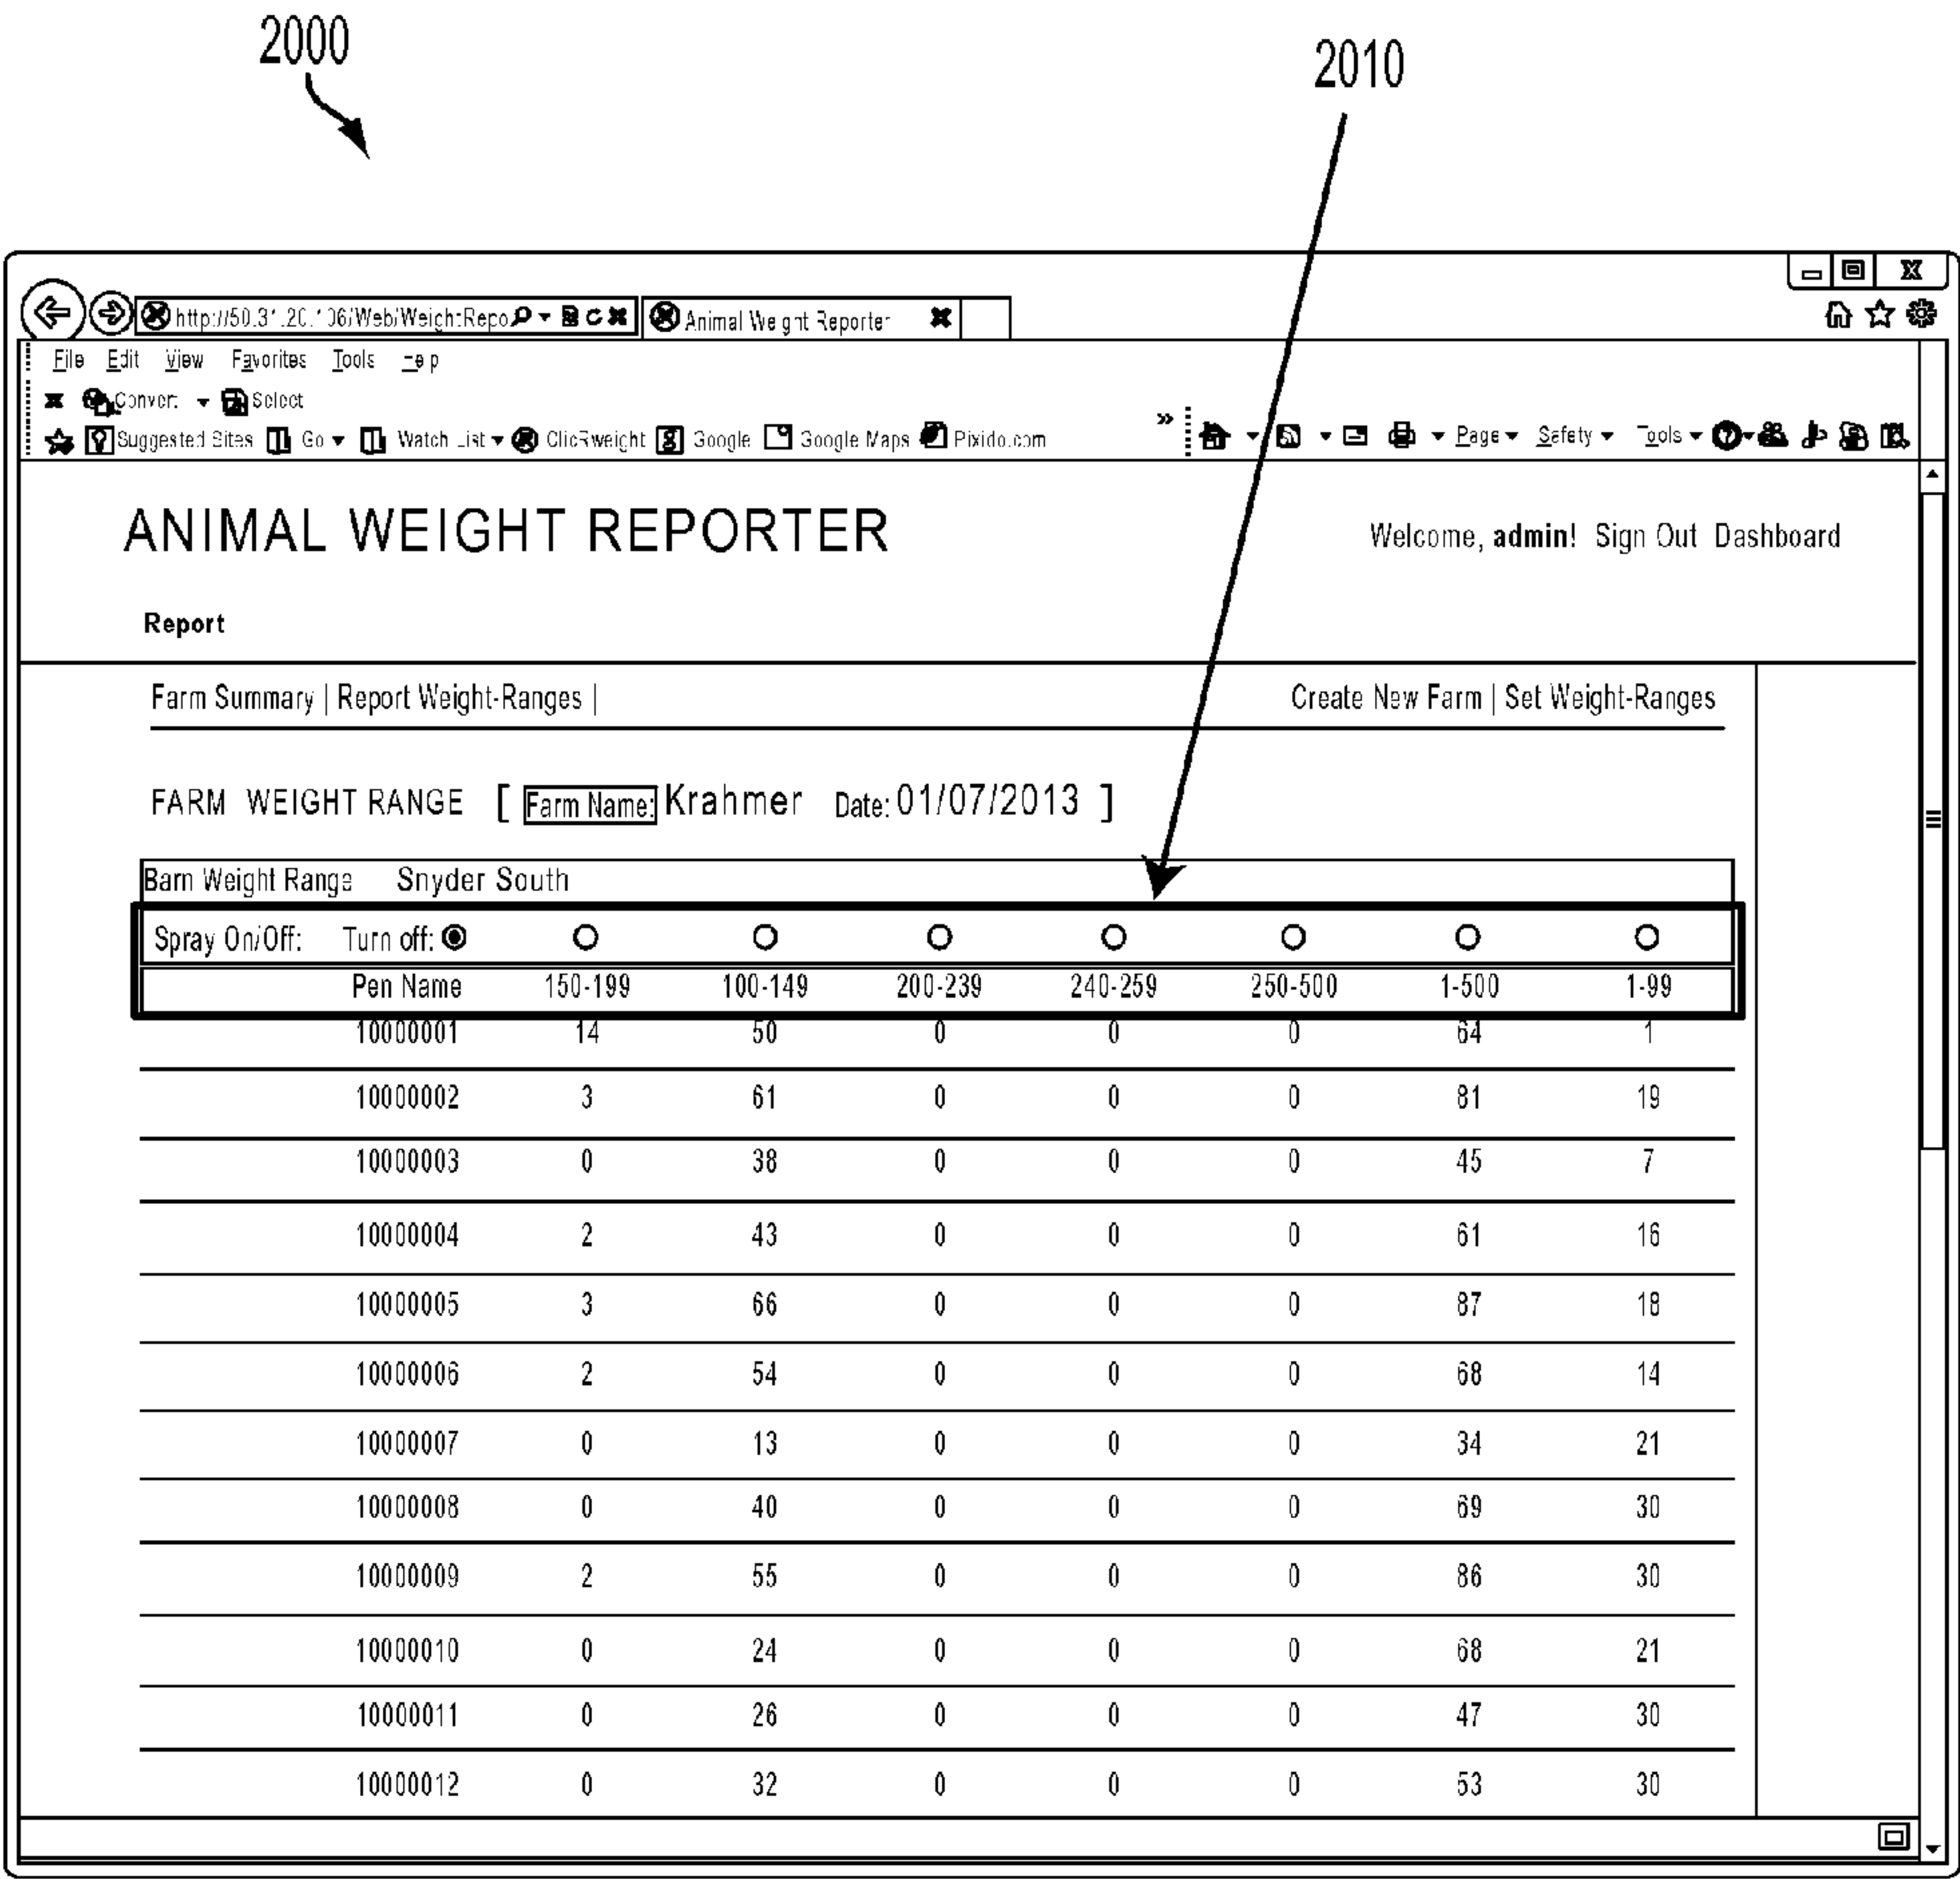 2000
2010
http://50.31.20.106/Web/WeightRepo Animal Weight Reporter X
File Edit View Favorites Tools Help
Convert Select
Suggested Sites Go Watch List ClicRweight Google Google Maps Pixido.com » Page Safety Tools
ANIMAL WEIGHT REPORTER Welcome, admin! Sign Out Dashboard
Report
Farm Summary | Report Weight-Ranges | Create New Farm | Set Weight-Ranges
FARM WEIGHT RANGE [ Farm Name: Krahmer Date: 01/07/2013 ]
Barn Weight Range Snyder South
Spray On/Off: Turn off:
Pen Name 150-199 100-149 200-239 240-259 250-500 1-500 1-99
10000001 14 50 0 0 0 64 1
10000002 3 61 0 0 0 81 19
10000003 0 38 0 0 0 45 7
10000004 2 43 0 0 0 61 16
10000005 3 66 0 0 0 87 18
10000006 2 54 0 0 0 68 14
10000007 0 13 0 0 0 34 21
10000008 0 40 0 0 0 69 30
10000009 2 55 0 0 0 86 30
10000010 0 24 0 0 0 68 21
10000011 0 26 0 0 0 47 30
10000012 0 32 0 0 0 53 30